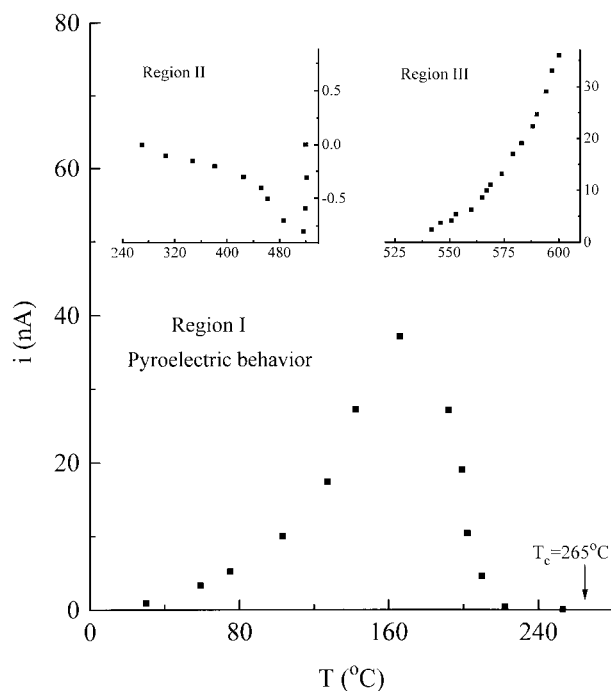 80
60
40
20
0
i (nA)
Region II
0.5
0.0
-0.5
240 320 400 480
Region III
30
20
10
0
525 550 575 600
Region I
Pyroelectric behavior
Tc=265°C
0 80 160 240
T (°C)